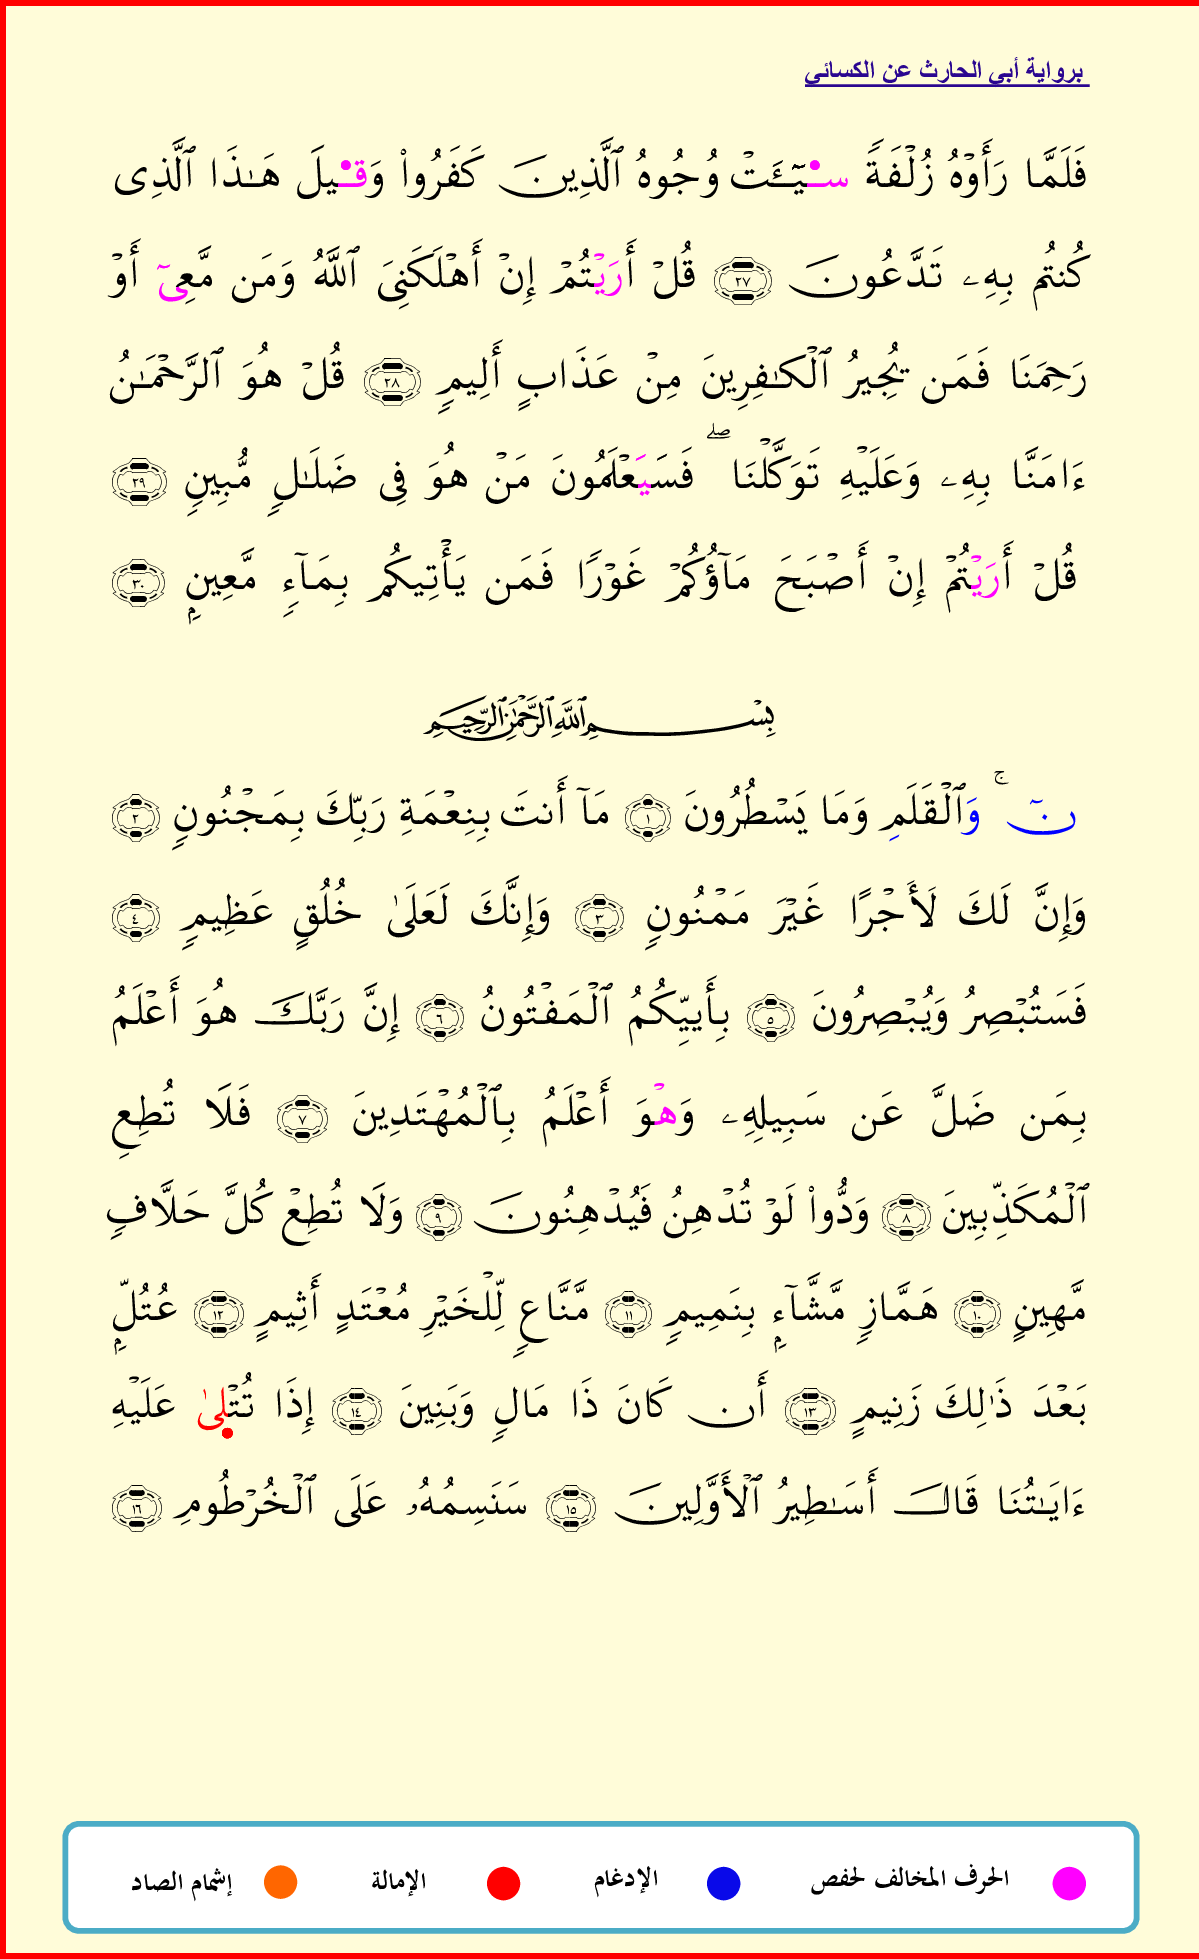 برواية أبي الحارث عن الكسائي
فَلَمَّا رَأَوۡهُ زُلۡفَةٗ سيٓـَٔتۡ وُجُوهُ ٱلَّذِينَ كَفَرُواْ وَقيلَ هَٰذَا ٱلَّذِى
كُنتُم بِهِۦ تَدَّعُونَ ٢٧ قُلۡ أَرَيۡتُمۡ إِنۡ أَهۡلَكَنِىَ ٱللَّهُ وَمَن مَّعِىٓ أَوۡ
رَحِمَنَا فَمَن يُجِيرُ ٱلۡكَٰفِرِينَ مِنۡ عَذَابٍ أَلِيمٖ ٢٨ قُلۡ هُوَ ٱلرَّحۡمَٰنُ
ءَامَنَّا بِهِۦ وَعَلَيۡهِ تَوَكَّلۡنَاۖ فَسَيَعۡلَمُونَ مَنۡ هُوَ فِى ضَلَٰلٖ مُّبِينٖ ٢٩
قُلۡ أَرَيۡتُمۡ إِنۡ أَصۡبَحَ مَآؤُكُمۡ غَوۡرٗا فَمَن يَأۡتِيكُم بِمَآءٖ مَّعِينِۭ ٣٠
بِسۡمِ ٱللَّهِ ٱلرَّحۡمَٰنِ ٱلرَّحِيمِ
نٓۚ وَٱلۡقَلَمِ وَمَا يَسۡطُرُونَ ١ مَآ أَنتَ بِنِعۡمَةِ رَبِّكَ بِمَجۡنُونٖ ٢
وَإِنَّ لَكَ لَأَجۡرًا غَيۡرَ مَمۡنُونٖ ٣ وَإِنَّكَ لَعَلَىٰ خُلُقٍ عَظِيمٖ ٤
فَسَتُبۡصِرُ وَيُبۡصِرُونَ ٥ بِأَييِّكُمُ ٱلۡمَفۡتُونُ ٦ إِنَّ رَبَّكَ هُوَ أَعۡلَمُ
بِمَن ضَلَّ عَن سَبِيلِهِۦ وَهۡوَ أَعۡلَمُ بِٱلۡمُهۡتَدِينَ ٧ فَلَا تُطِعِ
ٱلۡمُكَذِّبِينَ ٨ وَدُّواْ لَوۡ تُدۡهِنُ فَيُدۡهِنُونَ ٩ وَلَا تُطِعۡ كُلَّ حَلَّافٖ
مَّهِينٍ ١٠ هَمَّازٖ مَّشَّآءِۭ بِنَمِيمٖ ١١ مَّنَّاعٖ لِّلۡخَيۡرِ مُعۡتَدٍ أَثِيمٍ ١٢ عُتُلِّۭ
بَعۡدَ ذَٰلِكَ زَنِيمٍ ١٣ أَن كَانَ ذَا مَالٖ وَبَنِينَ ١٤ إِذَا تُتۡلىٰ عَلَيۡهِ
ءَايَٰتُنَا قَالَ أَسَٰطِيرُ ٱلۡأَوَّلِينَ ١٥ سَنَسِمُهُۥ عَلَى ٱلۡخُرۡطُومِ ١٦
الحرف المخالف لحفص الإدغام الإمالة إشمام الصاد